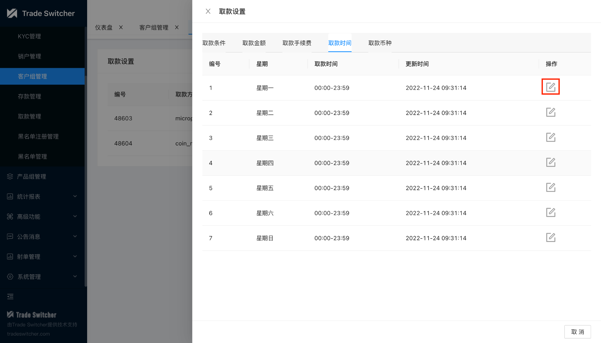 Trade Switcher
KYC管理
销户管理
客户组管理
存款管理
取款管理
黑名单注册管理
黑名单管理
产品组管理
统计报表
高级功能
公告消息
财单管理
系统管理
Trade Switcher
由Trade Switcher提供技术支持
tradeswitcher.com
仪表盘
客户组管理
取款设置
编号 取款方
48603 microp
48604 coin_r
取款设置
取款条件 取款金额 取款手续费 取款时间 取款币种
编号 星期 取款时间 更新时间 操作
1 星期一 00:00-23:59 2022-11-24 09:31:14
2 星期二 00:00-23:59 2022-11-24 09:31:14
3 星期三 00:00-23:59 2022-11-24 09:31:14
4 星期四 00:00-23:59 2022-11-24 09:31:14
5 星期五 00:00-23:59 2022-11-24 09:31:14
6 星期六 00:00-23:59 2022-11-24 09:31:14
7 星期日 00:00-23:59 2022-11-24 09:31:14
取 消